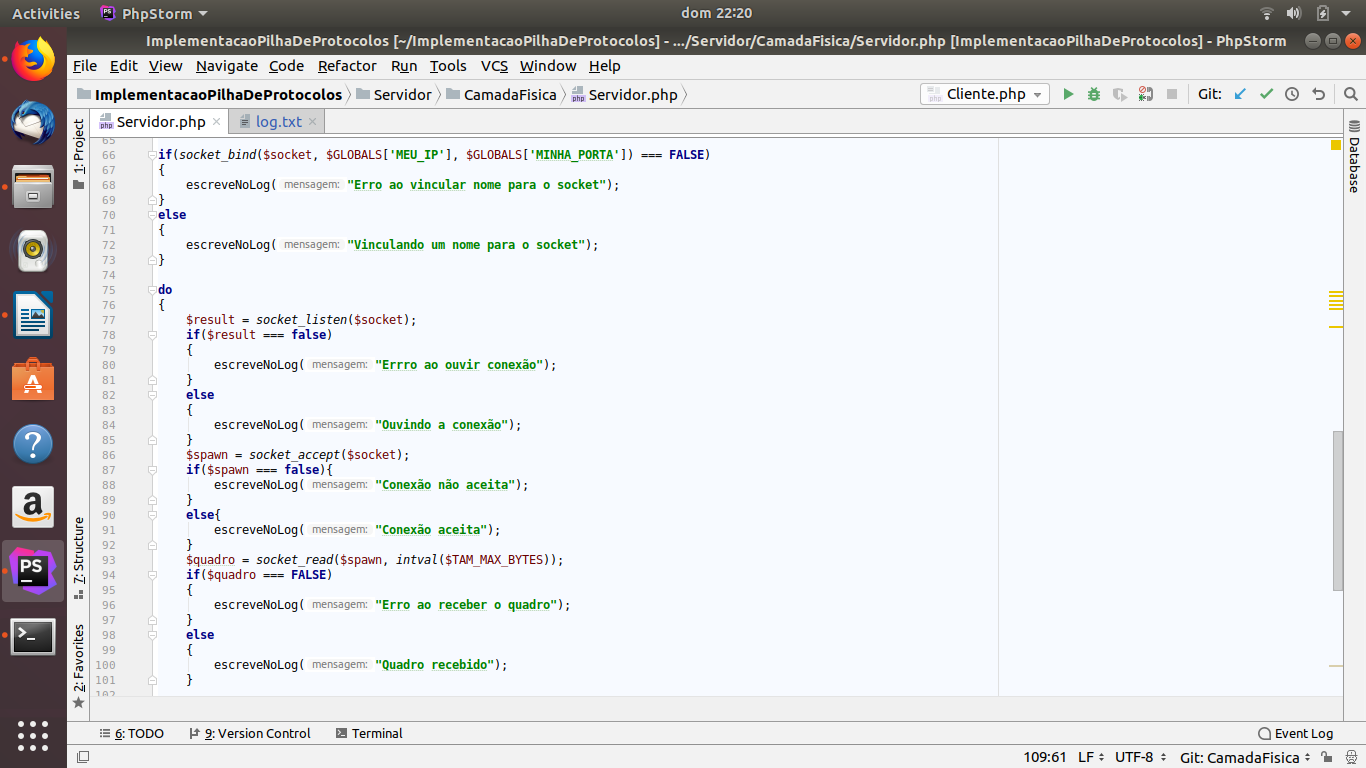 Activities PhpStorm dom 22:20
ImplementacaoPilhaDeProtocolos [~/ImplementacaoPilhaDeProtocolos] - .../Servidor/CamadaFisica/Servidor.php [ImplementacaoPilhaDeProtocolos] - PhpStorm
File Edit View Navigate Code Refactor Run Tools VCS Window Help
ImplementacaoPilhaDeProtocolos Servidor CamadaFisica Servidor.php Cliente.php Git:
Servidor.php log.txt
1: Project
7: Structure
2: Favorites
Database
65
66 if(socket_bind($socket, $GLOBALS['MEU_IP'], $GLOBALS['MINHA_PORTA']) === FALSE)
67 {
68 escreveNoLog( mensagem: "Erro ao vincular nome para o socket");
69 }
70 else
71 {
72 escreveNoLog( mensagem: "Vinculando um nome para o socket");
73 }
74
75 do
76 {
77 $result = socket_listen($socket);
78 if($result === false)
79 {
80 escreveNoLog( mensagem: "Errro ao ouvir conexão");
81 }
82 else
83 {
84 escreveNoLog( mensagem: "Ouvindo a conexão");
85 }
86 $spawn = socket_accept($socket);
87 if($spawn === false){
88 escreveNoLog( mensagem: "Conexão não aceita");
89 }
90 else{
91 escreveNoLog( mensagem: "Conexão aceita");
92 }
93 $quadro = socket_read($spawn, intval($TAM_MAX_BYTES));
94 if($quadro === FALSE)
95 {
96 escreveNoLog( mensagem: "Erro ao receber o quadro");
97 }
98 else
99 {
100 escreveNoLog( mensagem: "Quadro recebido");
101 }
102
6: TODO 9: Version Control Terminal Event Log
109:61 LF UTF-8 Git: CamadaFisica